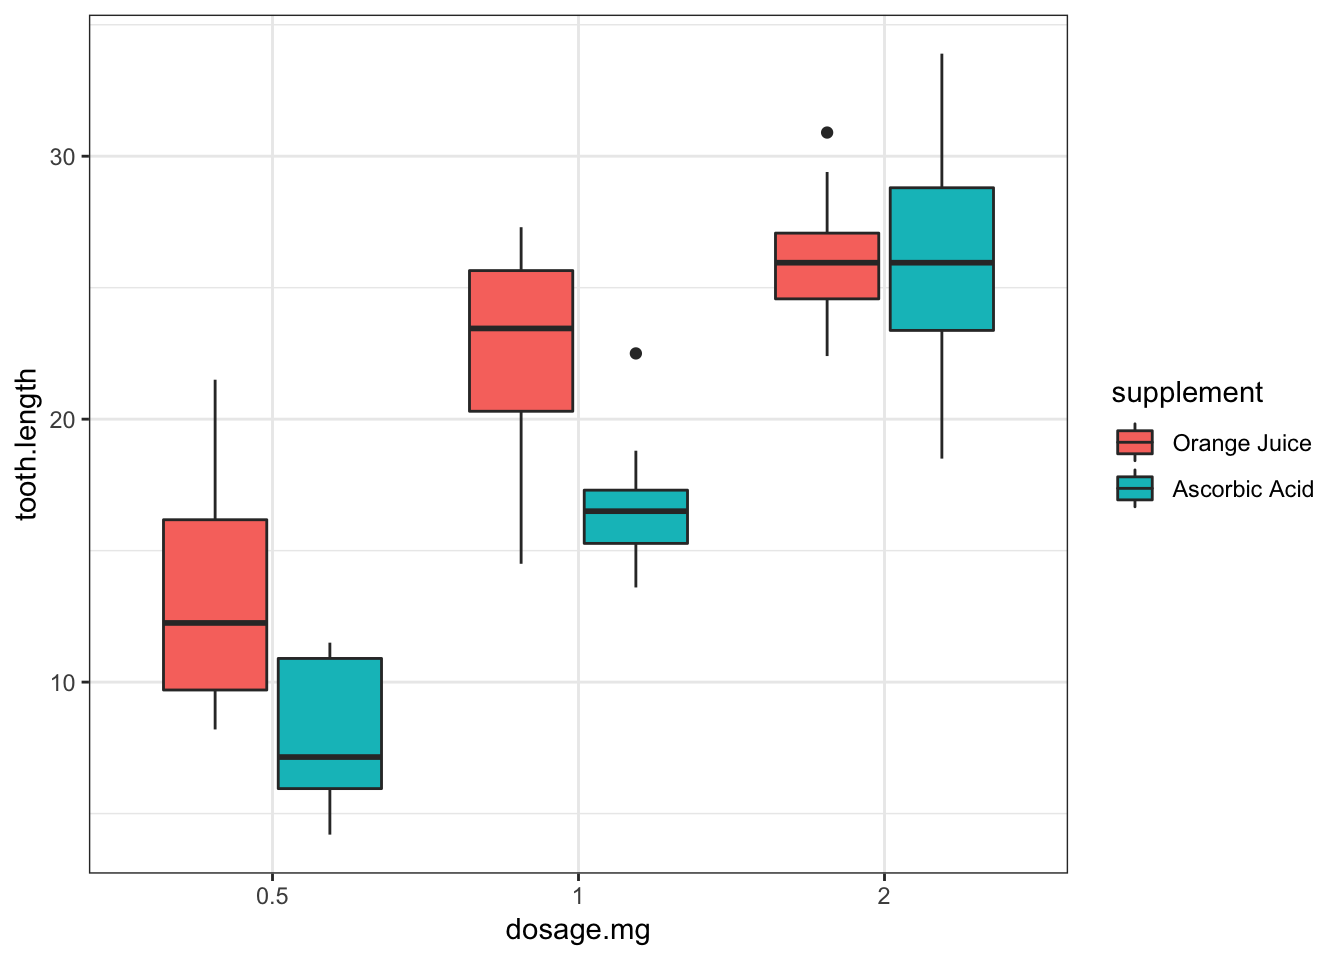 30
20
10
tooth.length
0.5
1
2
dosage.mg
supplement
Orange Juice
Ascorbic Acid